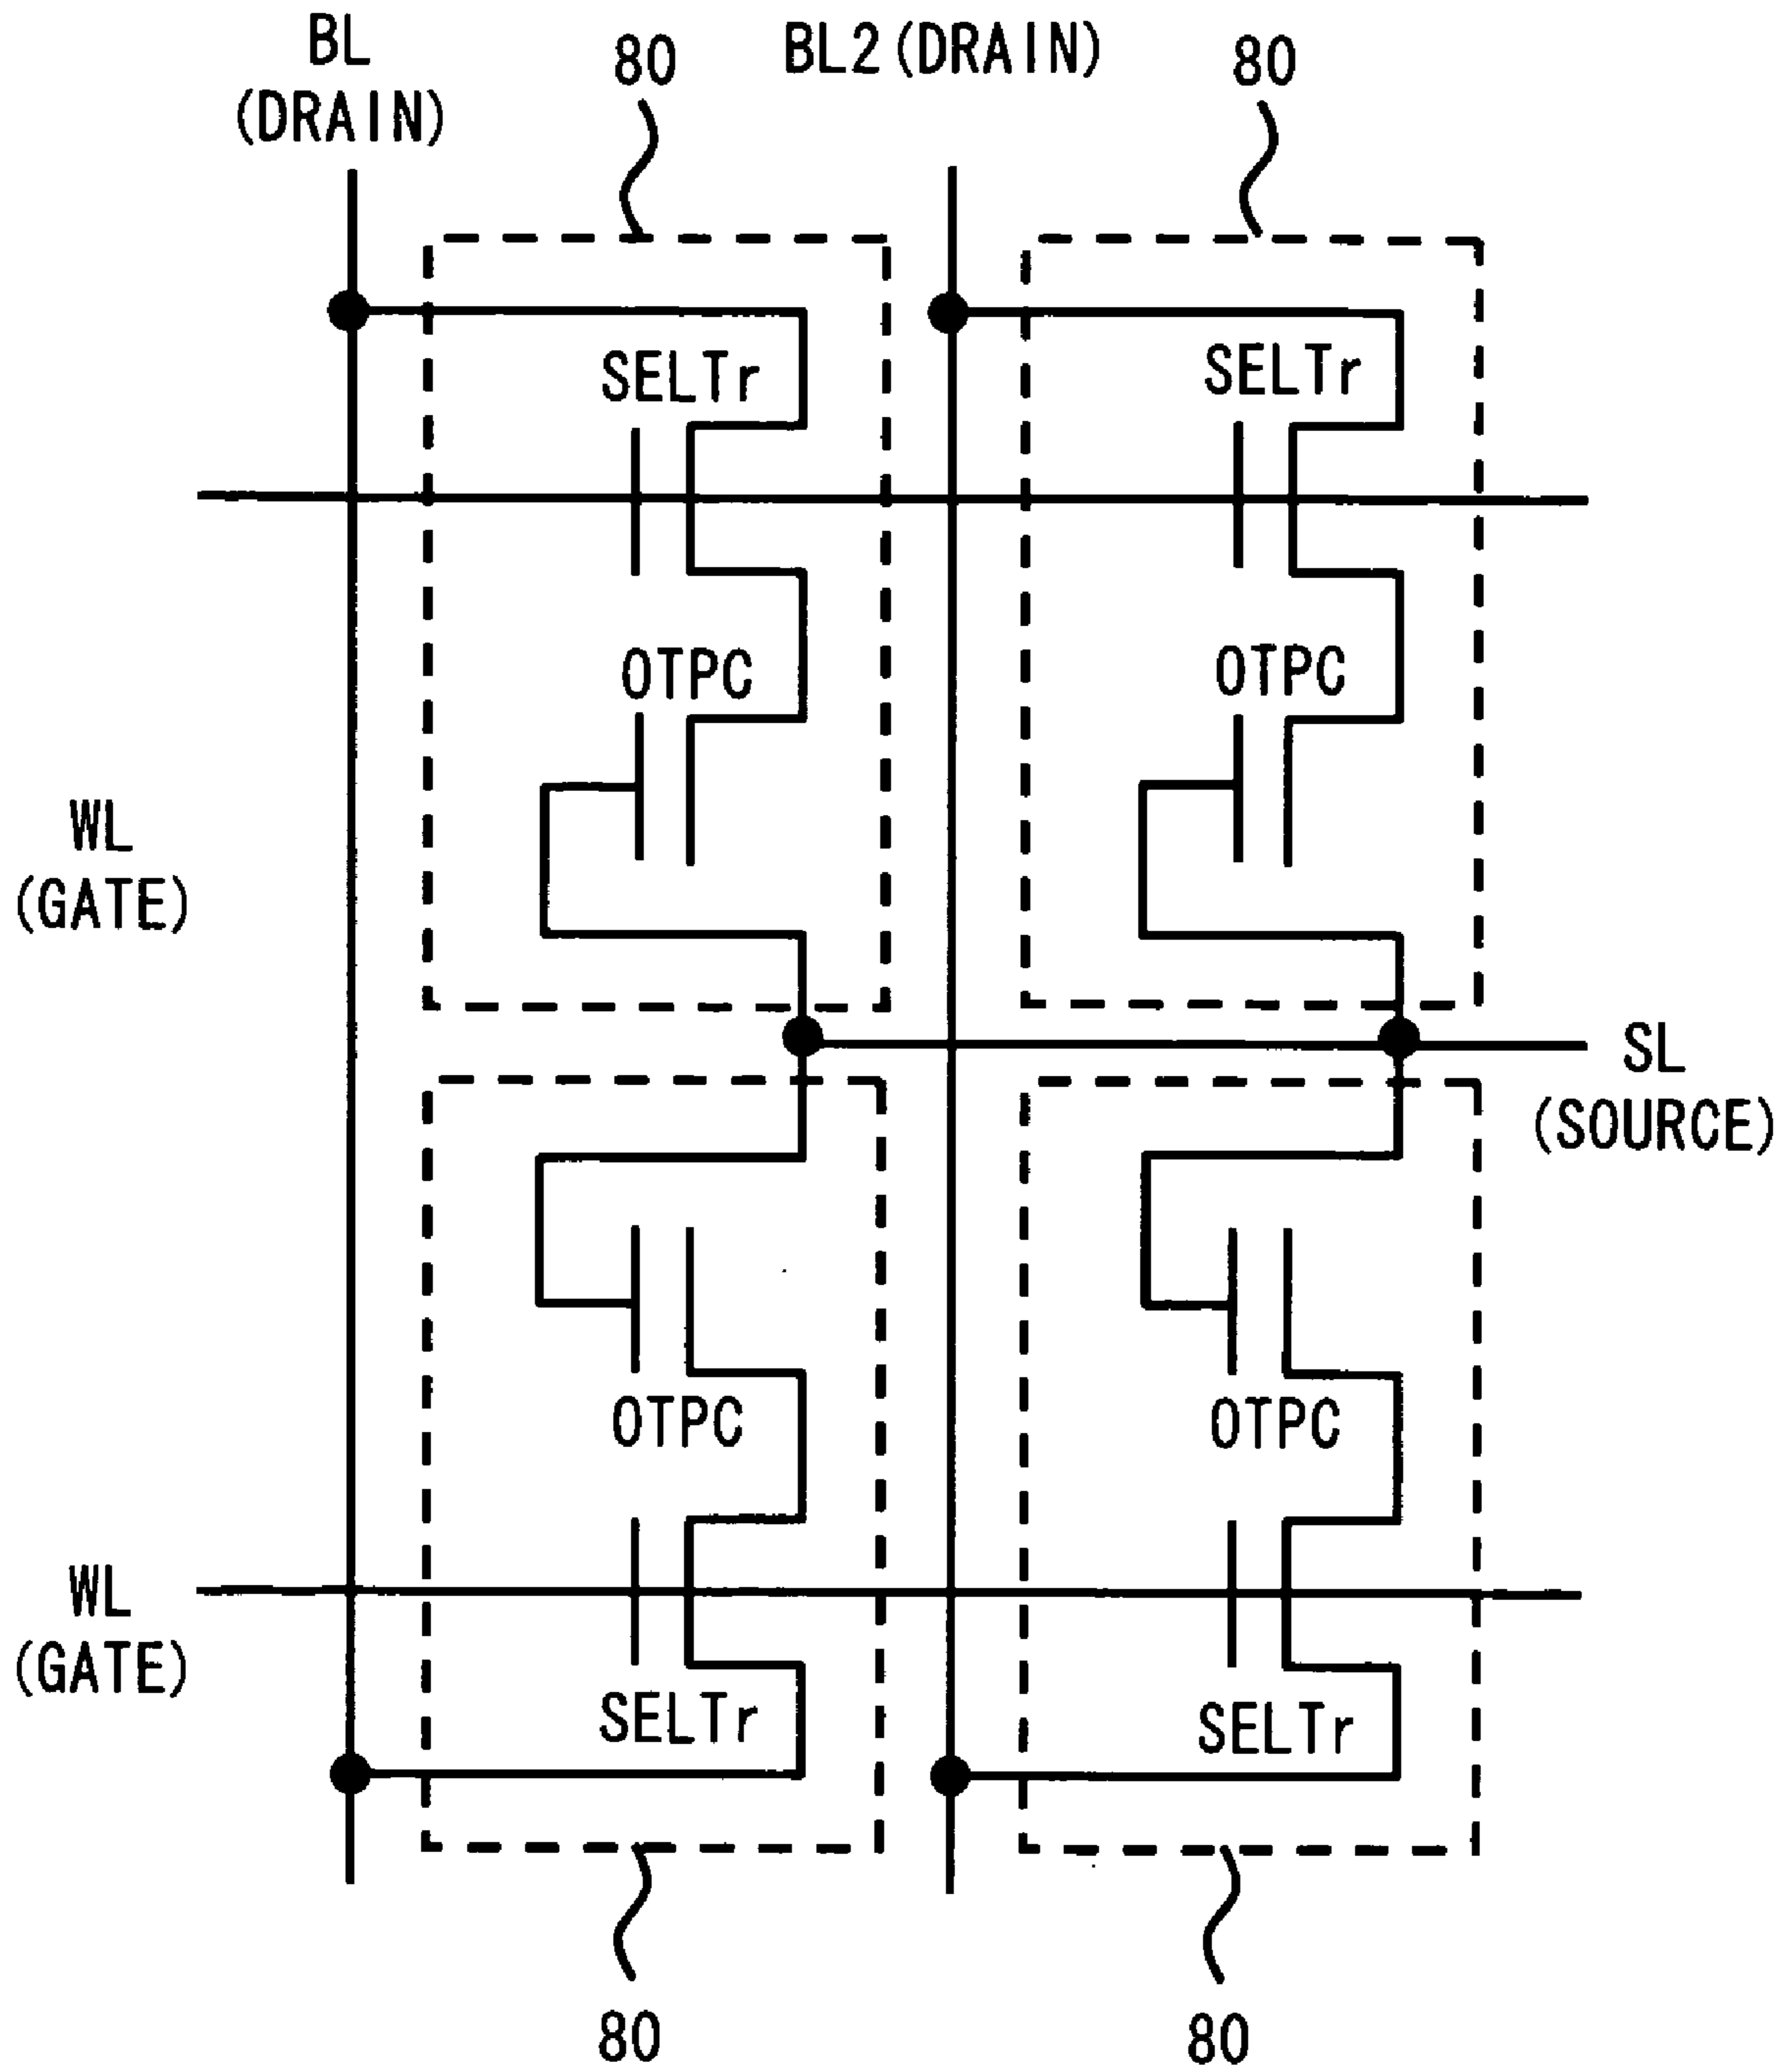 BL
(DRAIN)
80
BL2(DRAIN)
80
SELTr
SELTr
OTPC
OTPC
WL
(GATE)
SL
(SOURCE)
OTPC
OTPC
WL
(GATE)
SELTr
SELTr
80
80